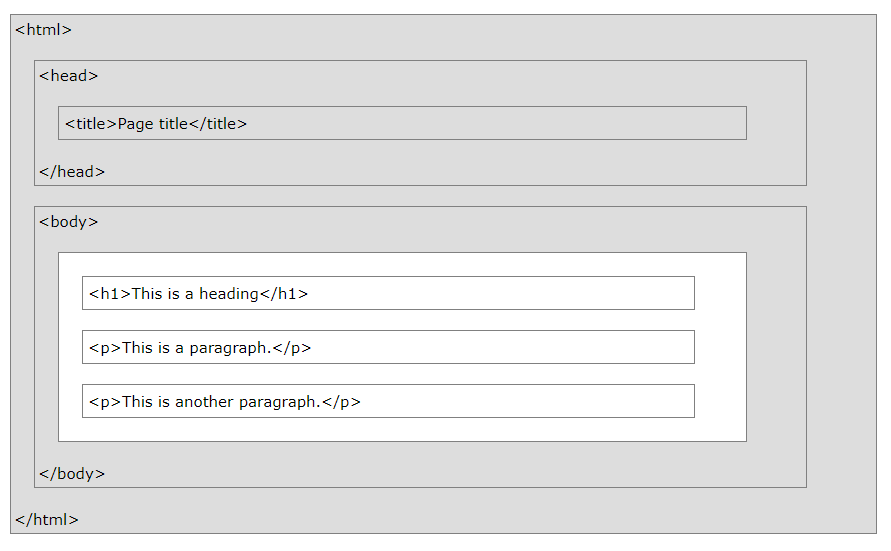 <html>
<head>
<title>Page title</title>
</head>
<body>
<h1>This is a heading</h1>
<p>This is a paragraph.</p>
<p>This is another paragraph.</p>
</body>
</html>